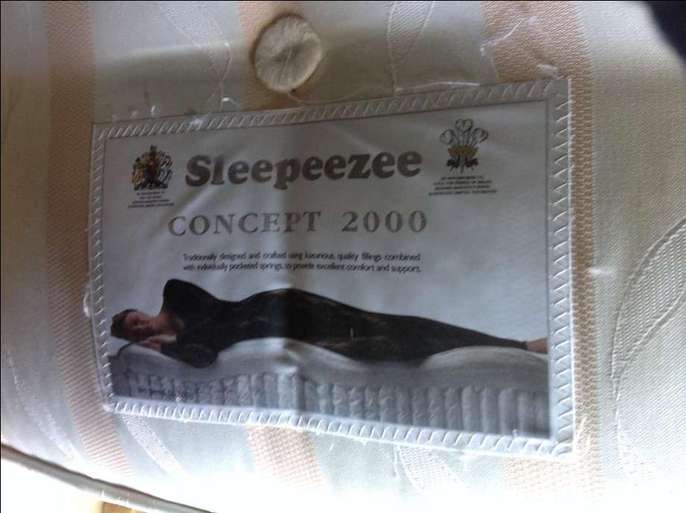 Sleepeezee
CONCEPT 2000
Traditionally designed and crafted using luxurious, quality fillings combined
with individually pocketed springs, to provide excellent comfort and support.